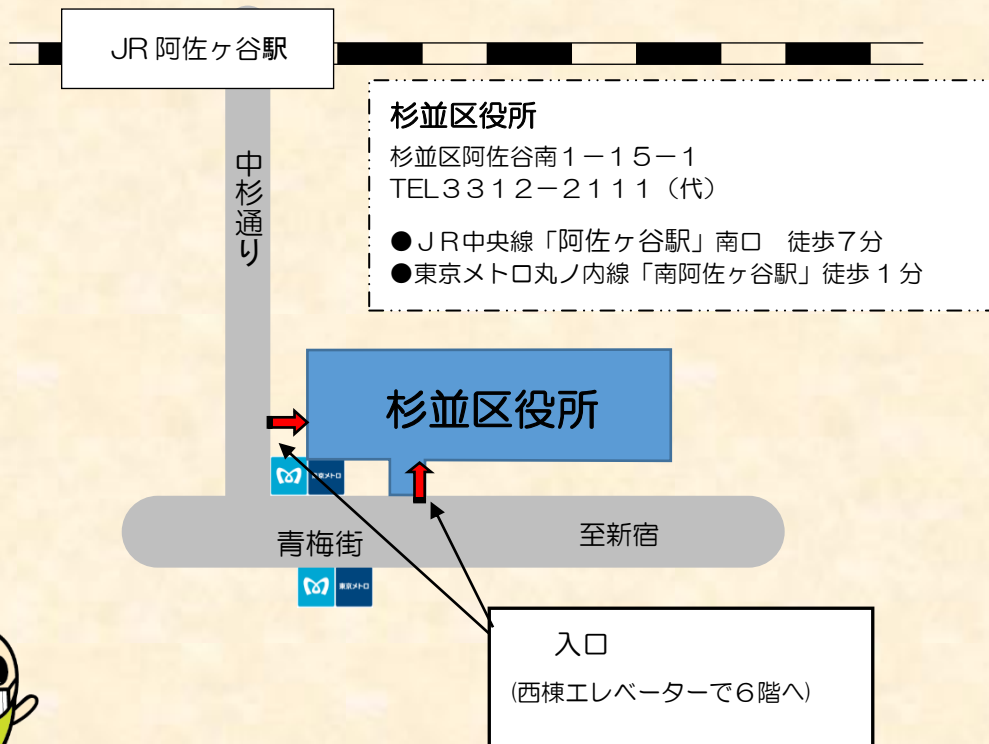 JR 阿佐ヶ谷駅
杉並区役所
杉並区阿佐谷南1－15－1
TEL3312－2111（代）
●ＪＲ中央線「阿佐ヶ谷駅」南口　徒歩7分
●東京メトロ丸ノ内線「南阿佐ヶ谷駅」徒歩 1 分
中杉通り
杉並区役所
東京メトロ
青梅街
至新宿
東京メトロ
入口
(西棟エレベーターで6階へ)